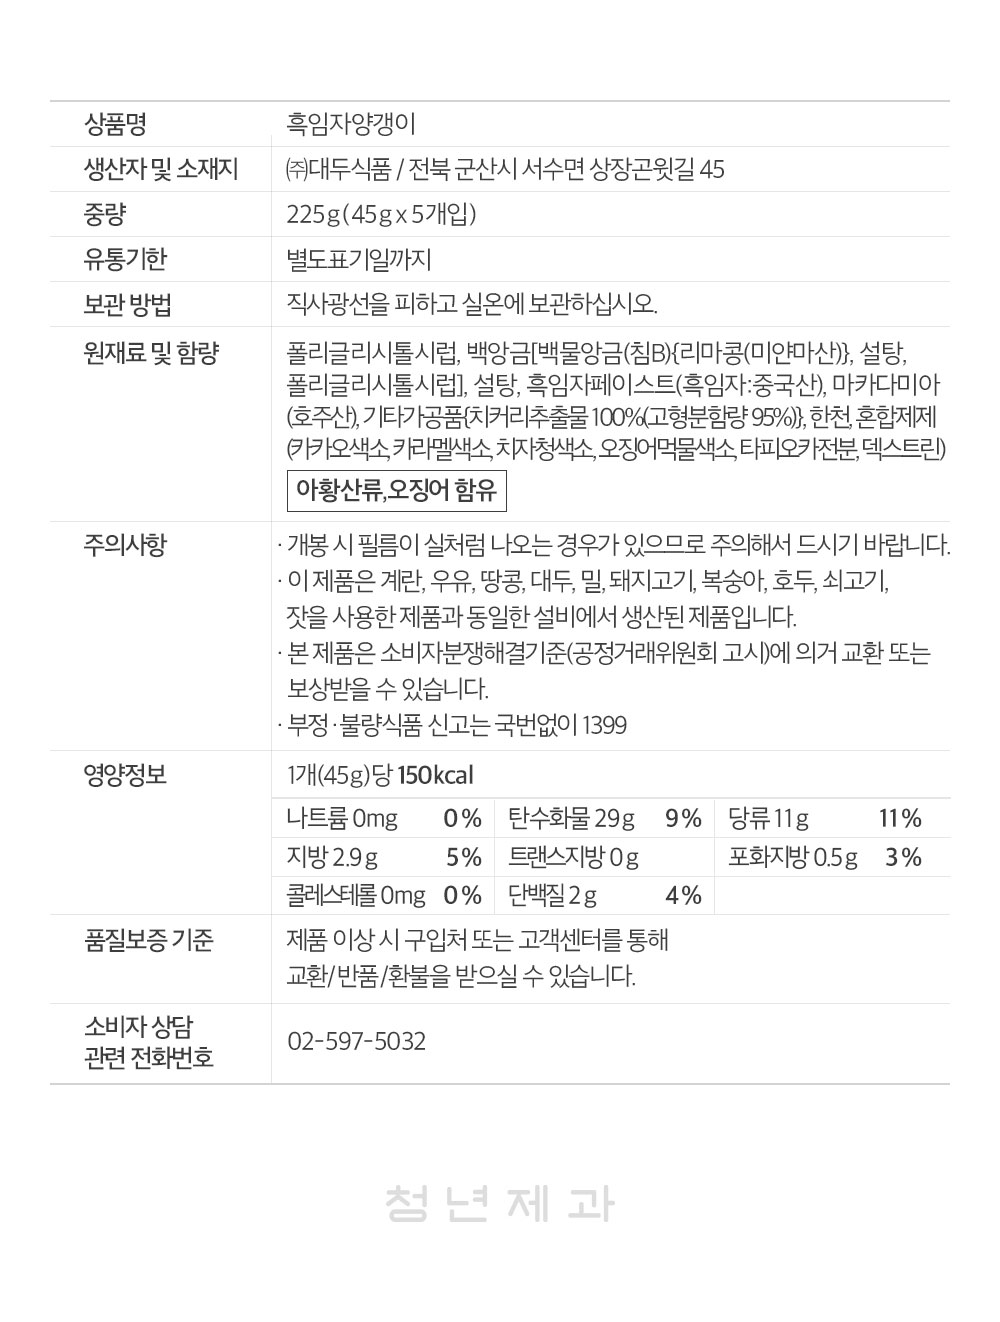 상품명 흑임자양갱이
생산자 및 소재지 ㈜대두식품 / 전북 군산시 서수면 상장곤윗길 45
중량 225g(45g x 5개입)
유통기한 별도표기일까지
보관 방법 직사광선을 피하고 실온에 보관하십시오.
원재료 및 함량 폴리글리시톨시럽, 백앙금[백물앙금(침B){리마콩(미얀마산)}, 설탕,
폴리글리시톨시럽], 설탕, 흑임자페이스트(흑임자:중국산), 마카다미아
(호주산), 기타가공품{치커리추출물 100%(고형분함량 95%)}, 한천, 혼합제제
(카카오색소, 카라멜색소, 치자청색소, 오징어먹물색소, 타피오카전분, 덱스트린)
아황산류,오징어 함유
주의사항 · 개봉 시 필름이 실처럼 나오는 경우가 있으므로 주의해서 드시기 바랍니다.
· 이 제품은 계란, 우유, 땅콩, 대두, 밀, 돼지고기, 복숭아, 호두, 쇠고기,
잣을 사용한 제품과 동일한 설비에서 생산된 제품입니다.
· 본 제품은 소비자분쟁해결기준(공정거래위원회 고시)에 의거 교환 또는
보상받을 수 있습니다.
· 부정·불량식품 신고는 국번없이 1399
영양정보 1개(45g)당 150kcal
나트륨 0mg 0% 탄수화물 29g 9% 당류 11g 11%
지방 2.9g 5% 트랜스지방 0g 포화지방 0.5g 3%
콜레스테롤 0mg 0% 단백질 2g 4%
품질보증 기준 제품 이상 시 구입처 또는 고객센터를 통해
교환/반품/환불을 받으실 수 있습니다.
소비자 상담
관련 전화번호 02-597-5032
청년제과